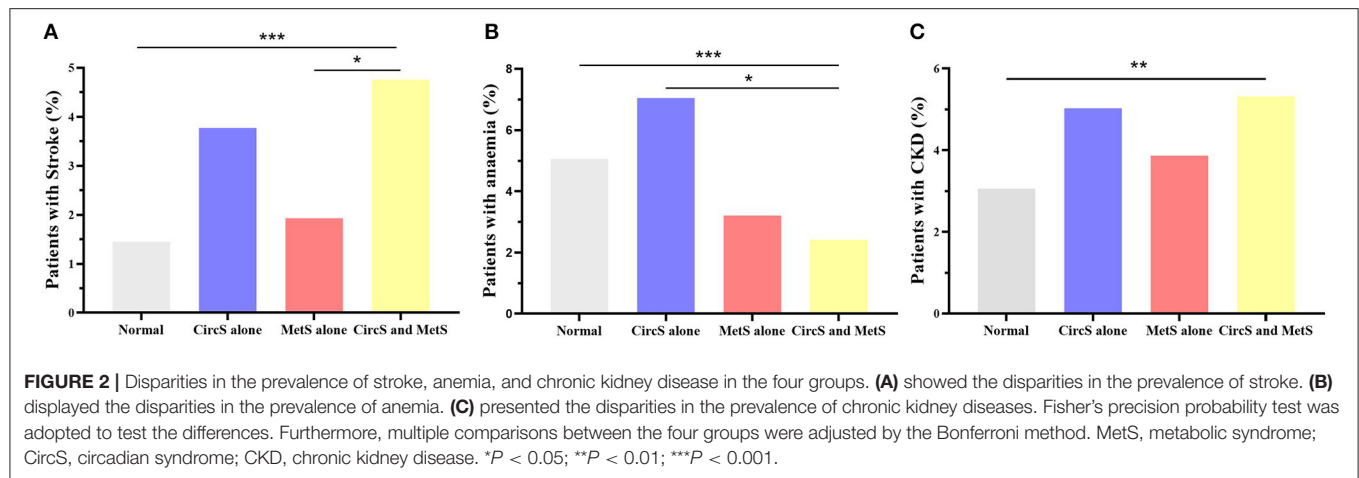 A
***
*
Patients with Stroke (%)
5
4
3
2
1
0
Normal CircS alone MetS alone CircS and MetS
B
***
*
Patients with anaemia (%)
8
6
4
2
0
Normal CircS alone MetS alone CircS and MetS
C
**
Patients with CKD (%)
6
4
2
0
Normal CircS alone MetS alone CircS and MetS
FIGURE 2 | Disparities in the prevalence of stroke, anemia, and chronic kidney disease in the four groups. (A) showed the disparities in the prevalence of stroke. (B)
displayed the disparities in the prevalence of anemia. (C) presented the disparities in the prevalence of chronic kidney diseases. Fisher's precision probability test was
adopted to test the differences. Furthermore, multiple comparisons between the four groups were adjusted by the Bonferroni method. MetS, metabolic syndrome;
CircS, circadian syndrome; CKD, chronic kidney disease. *P < 0.05; **P < 0.01; ***P < 0.001.